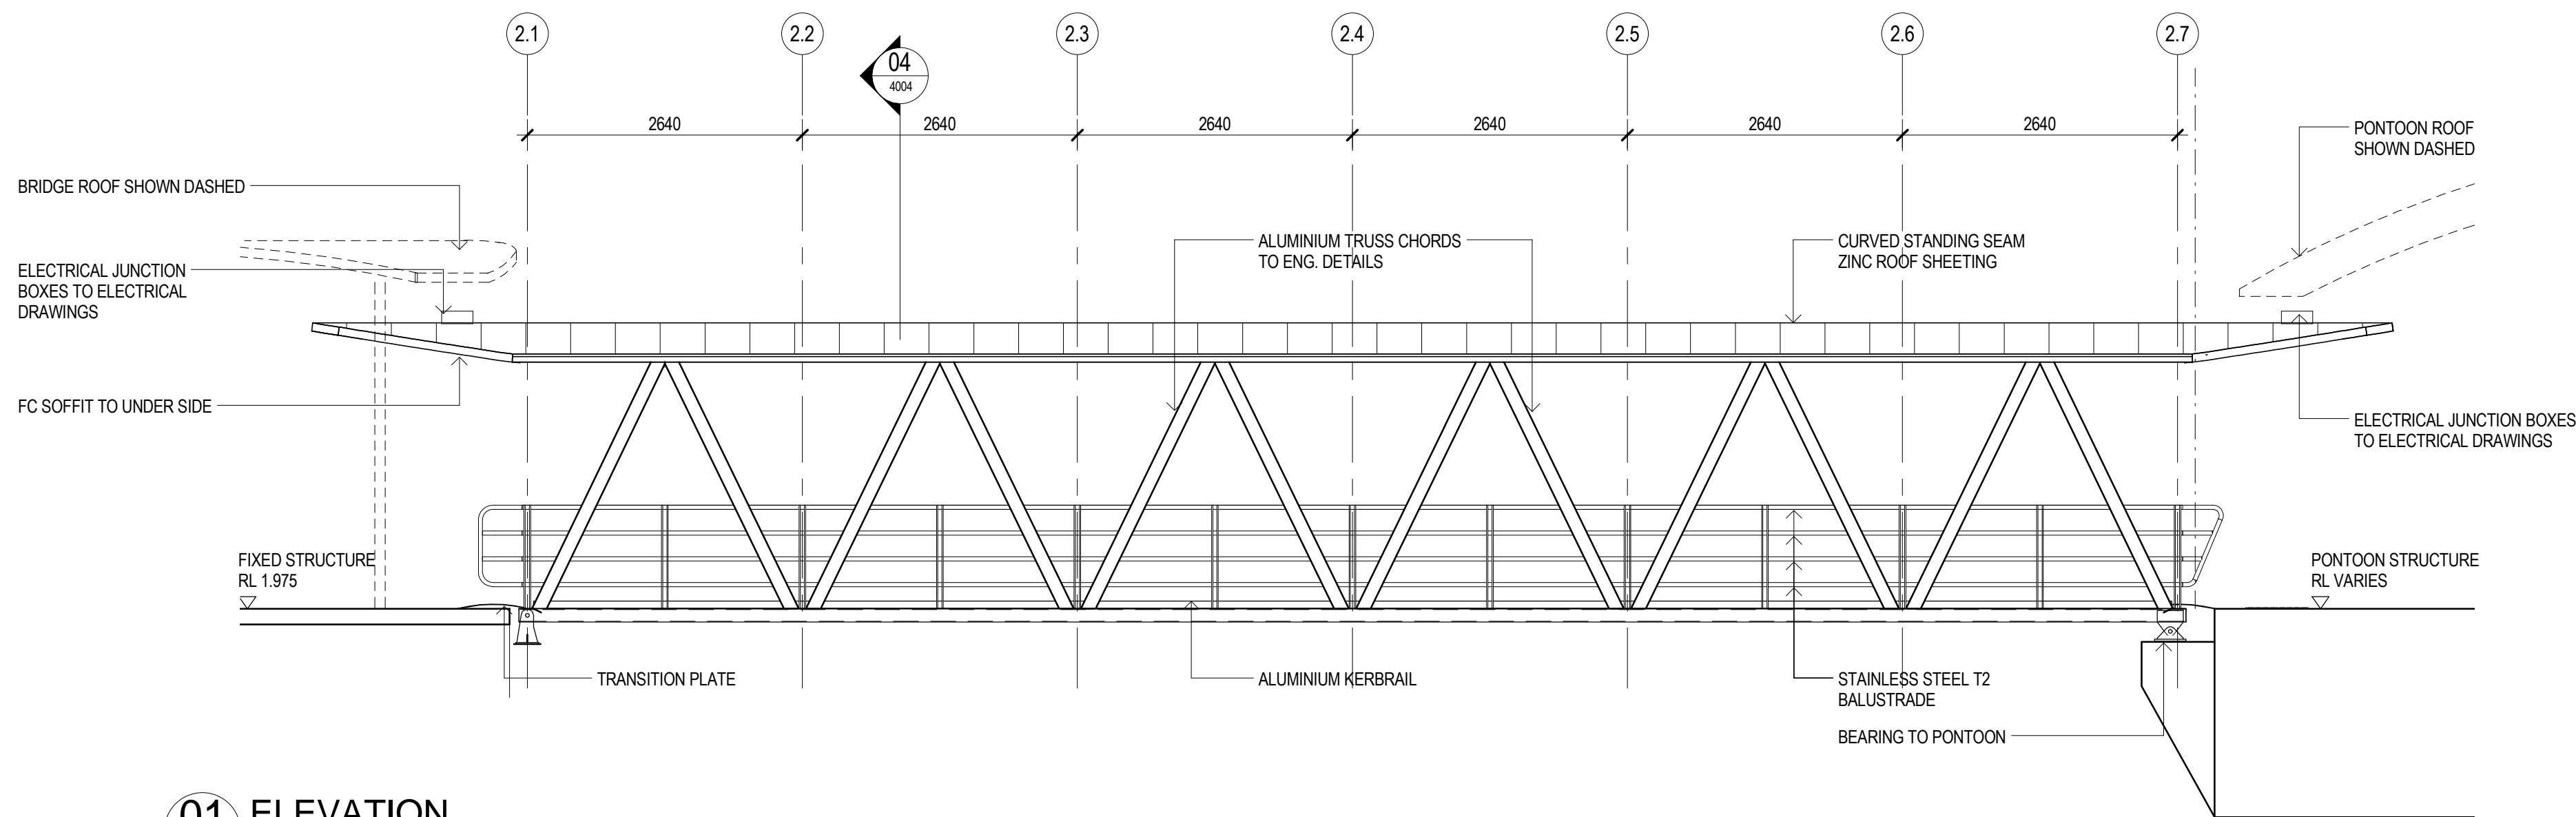 2.1
2.2
2.3
2.4
2.5
2.6
2.7
04
4004
2640
2640
2640
2640
2640
2640
PONTOON ROOF
SHOWN DASHED
BRIDGE ROOF SHOWN DASHED
ALUMINIUM TRUSS CHORDS
TO ENG. DETAILS
CURVED STANDING SEAM
ZINC ROOF SHEETING
ELECTRICAL JUNCTION
BOXES TO ELECTRICAL
DRAWINGS
FC SOFFIT TO UNDER SIDE
ELECTRICAL JUNCTION BOXES
TO ELECTRICAL DRAWINGS
FIXED STRUCTURE
RL 1.975
PONTOON STRUCTURE
RL VARIES
TRANSITION PLATE
ALUMINIUM KERBRAIL
STAINLESS STEEL T2
BALUSTRADE
BEARING TO PONTOON
01 ELEVATION